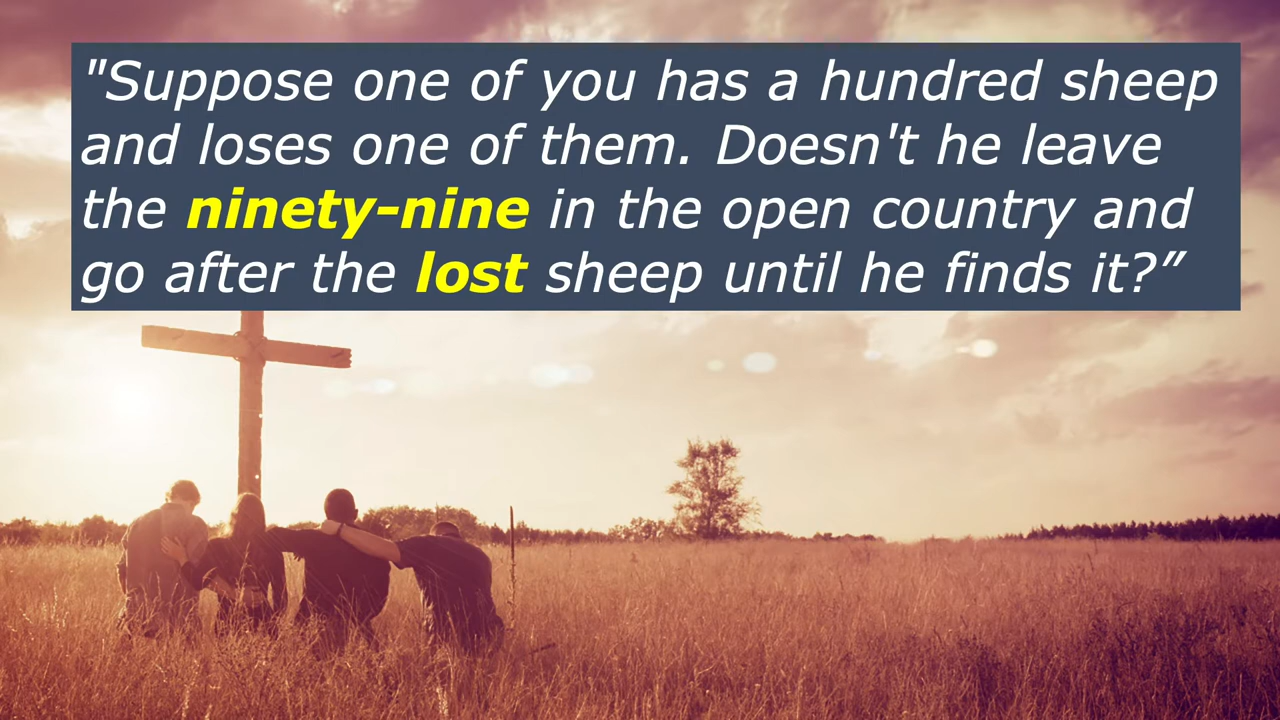 "Suppose one of you has a hundred sheep
and loses one of them. Doesn't he leave
the ninety-nine in the open country and
go after the lost sheep until he finds it?”